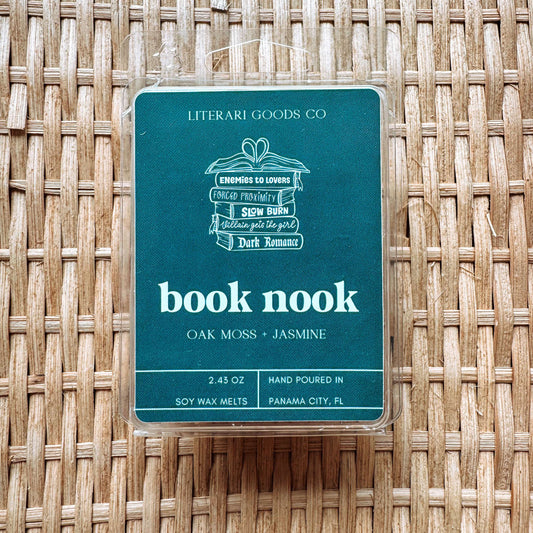 LITERARI GOODS CO
ENEMIES TO LOVERS
FORCED PROXIMITY
SLOW BURN
Villain gets the girl
Dark Romance
book nook
OAK MOSS + JASMINE
2.43 OZ
SOY WAX MELTS
HAND POURED IN
PANAMA CITY, FL